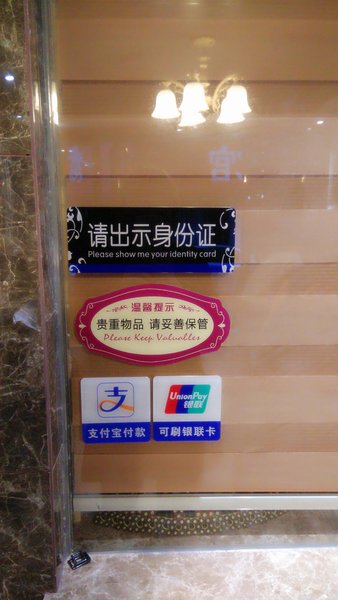 请出示身份证
Please show me your identity card
温馨提示
贵重物品 请妥善保管
Please Keep Valuables
支
UnionPay
银联
支付宝付款
可刷银联卡